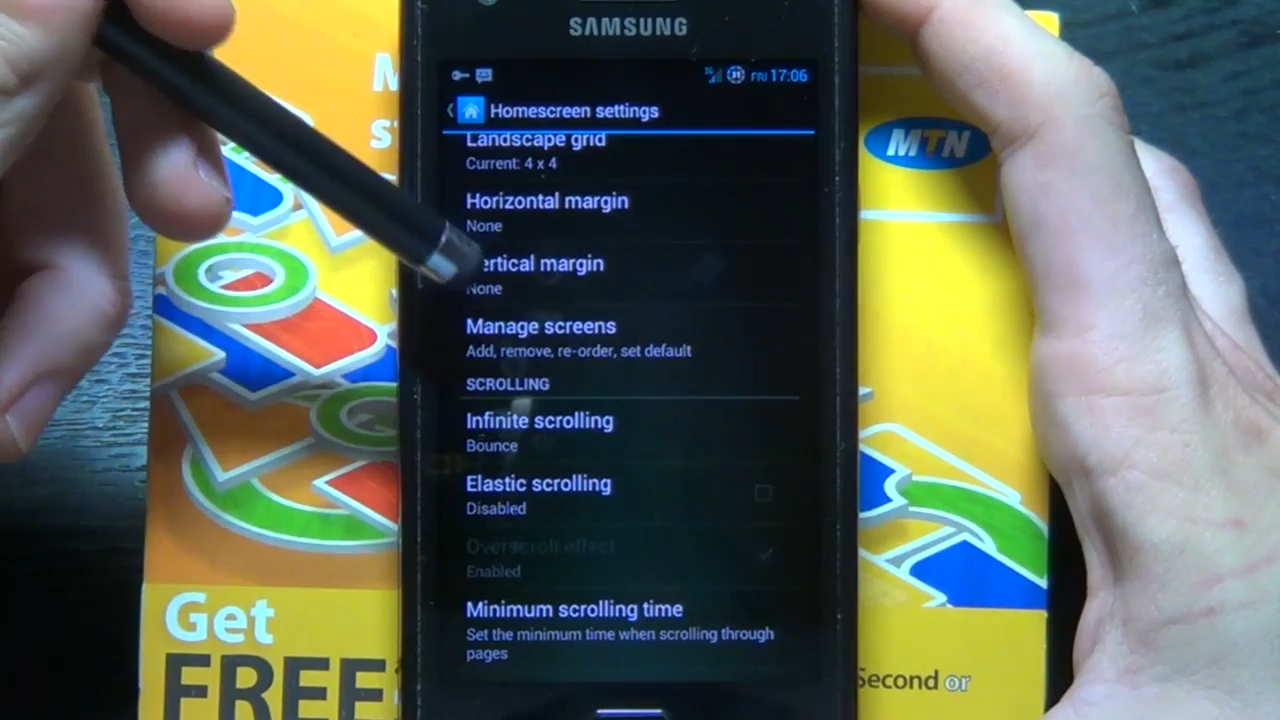 SAMSUNG
FRI 17:06
Homescreen settings
Landscape grid
Current: 4 x 4
Horizontal margin
None
ertical margin
None
Manage screens
Add, remove, re-order, set default
SCROLLING
Infinite scrolling
Bounce
Elastic scrolling
Disabled
Overscroll effect
Enabled
Minimum scrolling time
Set the minimum time when scrolling through
pages
MTN
Get
FREE
Second or